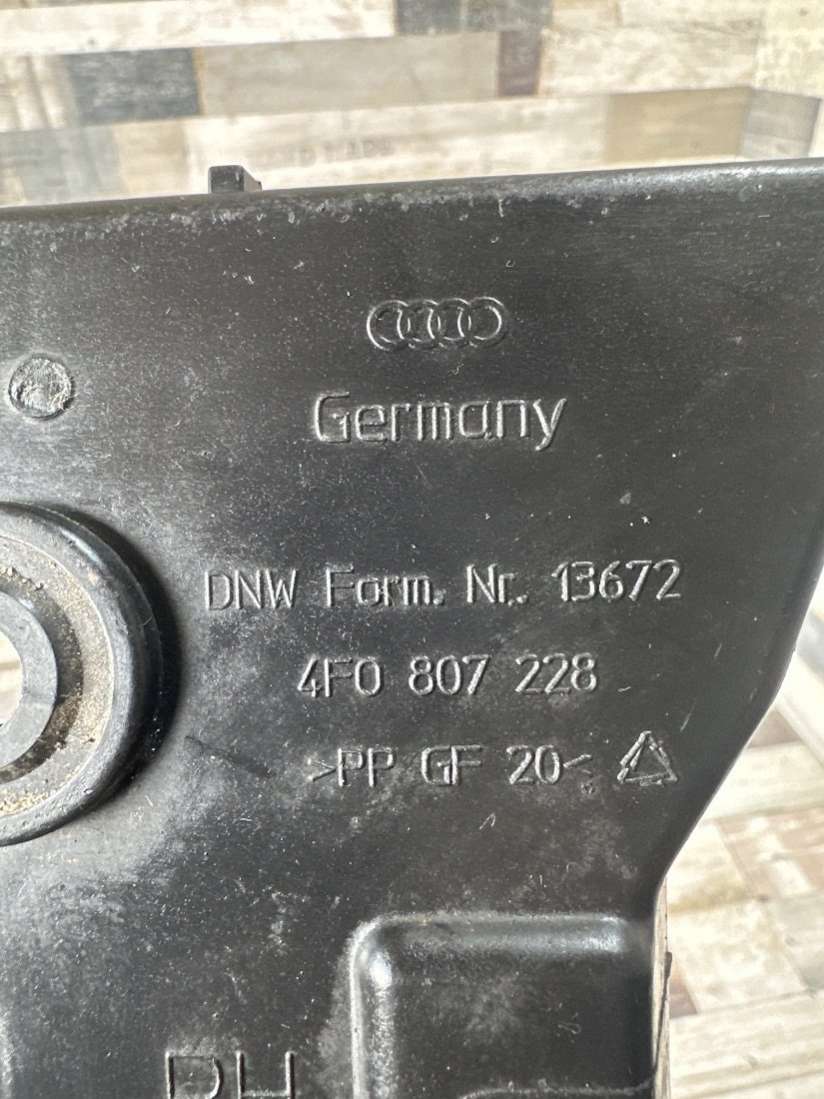 Germany
DNW Form. Nr. 13672
4F0 807 228
>PP GF 20<